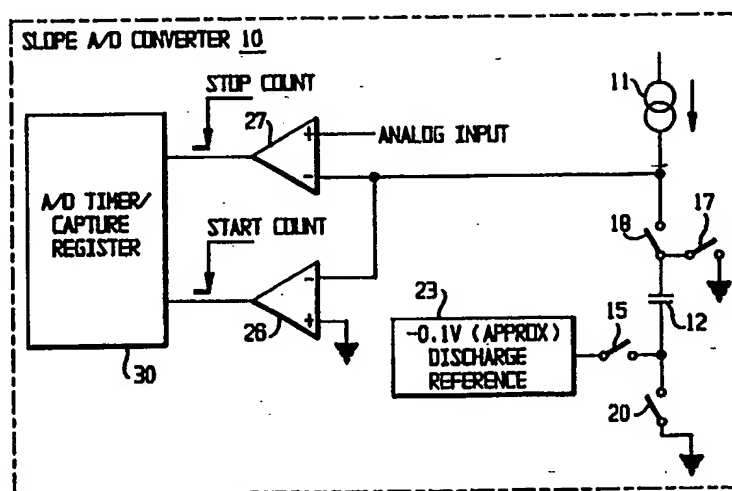 SLOPE A/D CONVERTER 10
STOP COUNT
27
+
ANALOG INPUT
-
11
A/D TIMER/
CAPTURE
REGISTER
START COUNT
18
17
-
+
26
23
-0.1V (APPROX)
DISCHARGE
REFERENCE
15
12
20
30